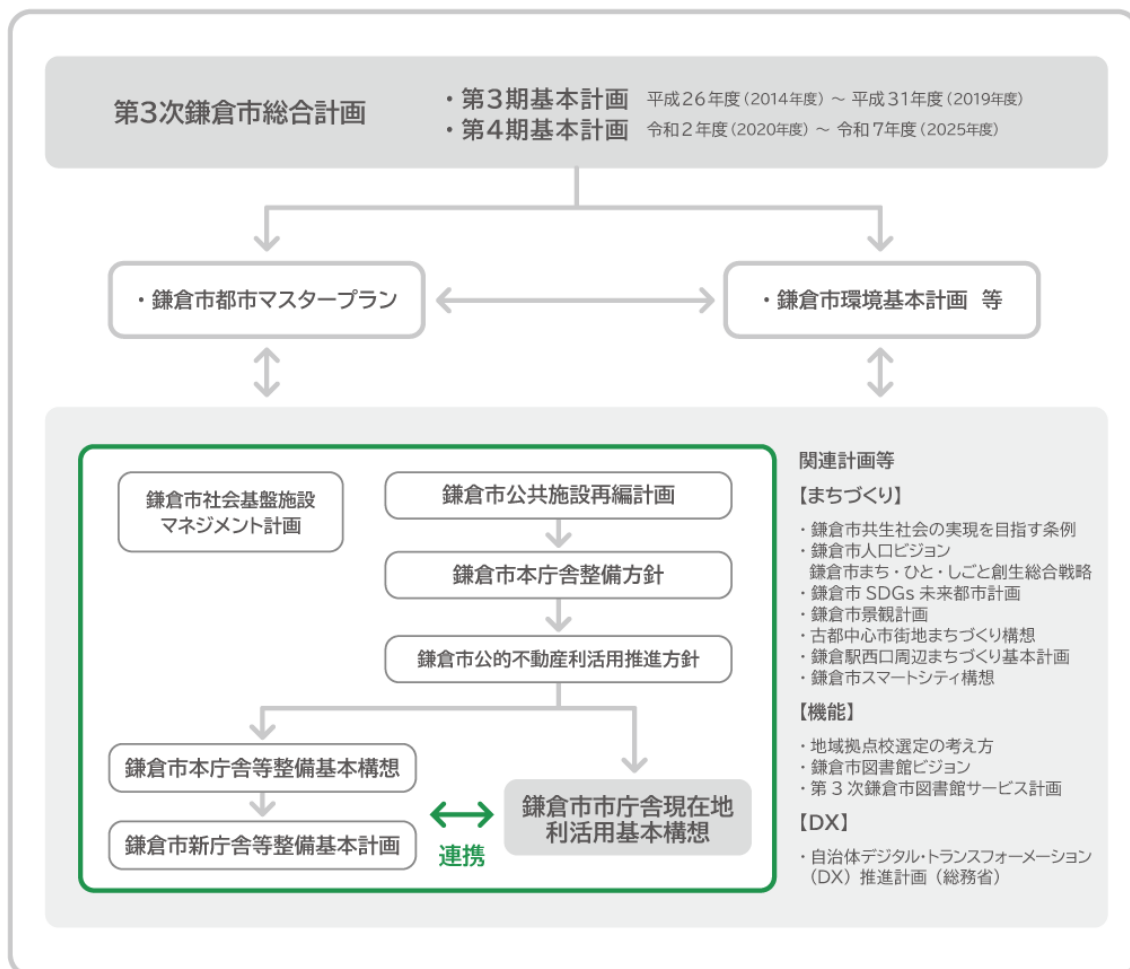 第3次鎌倉市総合計画
・第3期基本計画 平成26年度(2014年度) ～ 平成31年度(2019年度)
・第4期基本計画 令和2年度(2020年度) ～ 令和7年度(2025年度)
・鎌倉市都市マスタープラン
・鎌倉市環境基本計画 等
鎌倉市社会基盤施設
マネジメント計画
鎌倉市公共施設再編計画
鎌倉市本庁舎整備方針
鎌倉市公的不動産利活用推進方針
鎌倉市本庁舎等整備基本構想
鎌倉市新庁舎等整備基本計画
連携
鎌倉市市庁舎現在地
利活用基本構想
関連計画等
【まちづくり】
・鎌倉市共生社会の実現を目指す条例
・鎌倉市人口ビジョン
鎌倉市まち・ひと・しごと創生総合戦略
・鎌倉市 SDGs 未来都市計画
・鎌倉市景観計画
・古都中心市街地まちづくり構想
・鎌倉駅西口周辺まちづくり基本計画
・鎌倉市スマートシティ構想
【機能】
・地域拠点校選定の考え方
・鎌倉市図書館ビジョン
・第3次鎌倉市図書館サービス計画
【DX】
・自治体デジタル・トランスフォーメーション
（DX）推進計画（総務省）